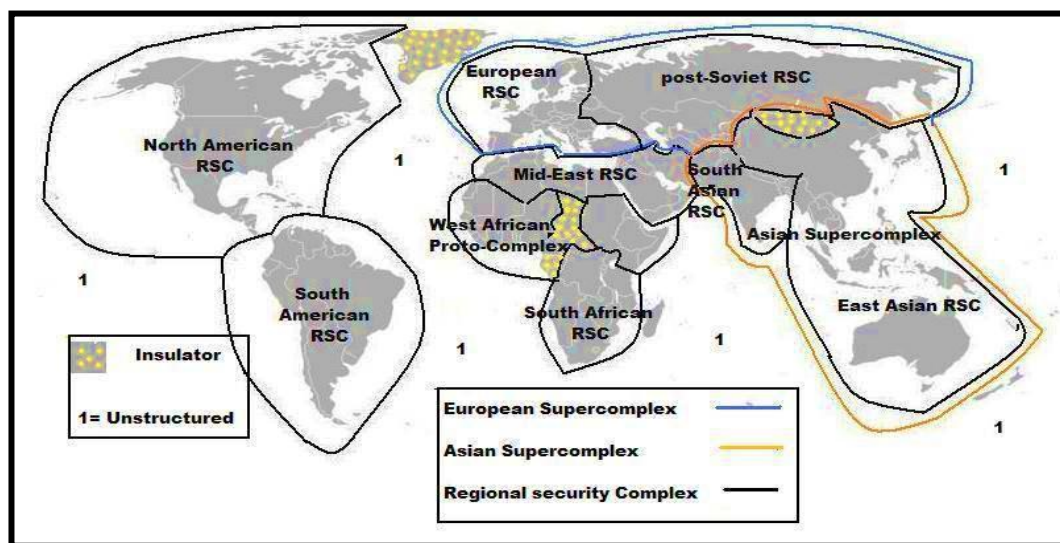 European
RSC
post-Soviet RSC
North American
RSC
1
1
Mid-East RSC
South
Asian
RSC
West African
Proto-Complex
Asian Supercomplex
1
South
American
RSC
South African
RSC
East Asian RSC
1
1
Insulator
1= Unstructured
European Supercomplex
Asian Supercomplex
Regional security Complex
1